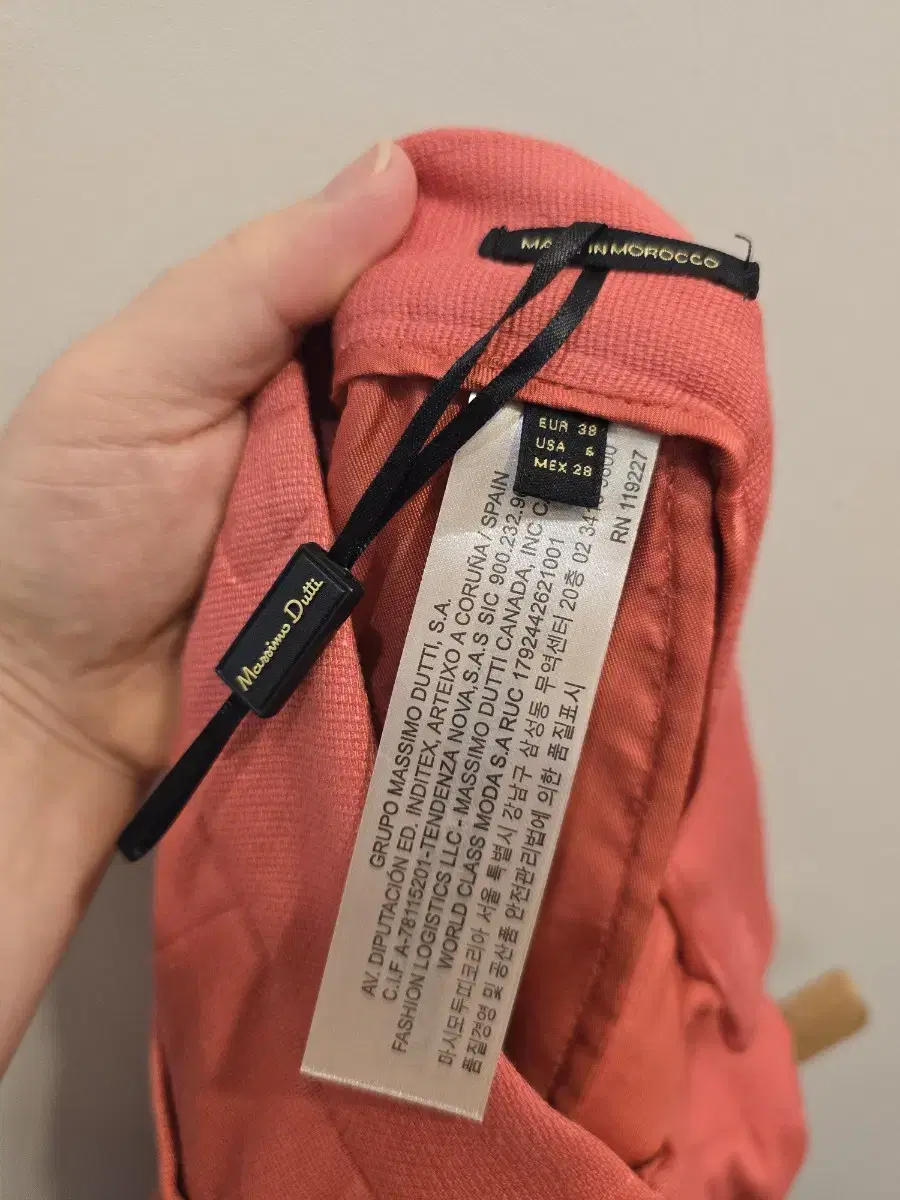 IN MOROCCO
EUR 38
USA 6
MEX 28
Massimo Dutti
GRUPO MASSIMO DUTTI, S.A.
AV. DIPUTACIÓN ED. INDITEX, ARTEIXO A CORUÑA / SPAIN
C.I.F A-78115201-TENDENZA NOVA,S.A.S SIC 900.232.
FASHION LOGISTICS LLC - MASSIMO DUTTI CANADA, INC
WORLD CLASS MODA S.A RUC 1792442621001
마시모두띠코리아 서울 특별시 강남구 삼성동 무역센터 20층 02
품질경영 및 공산품 안전관리법에 의한 품질표시
RN 119227